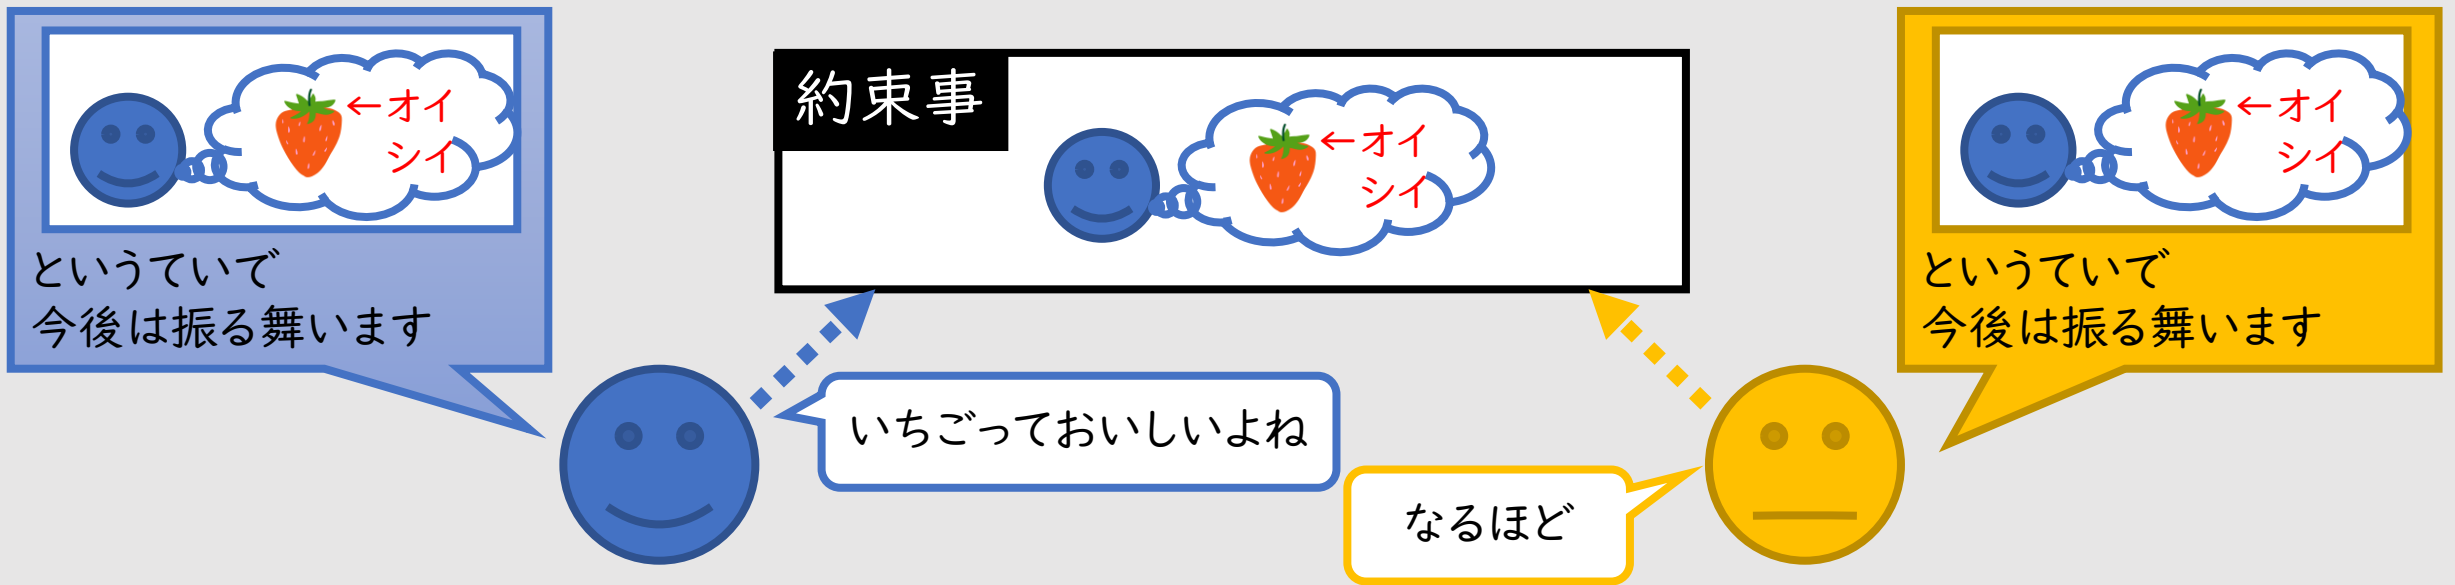 ←オイ
シイ
というていで
今後は振る舞います
約束事
←オイ
シイ
いちごっておいしいよね
なるほど
←オイ
シイ
というていで
今後は振る舞います